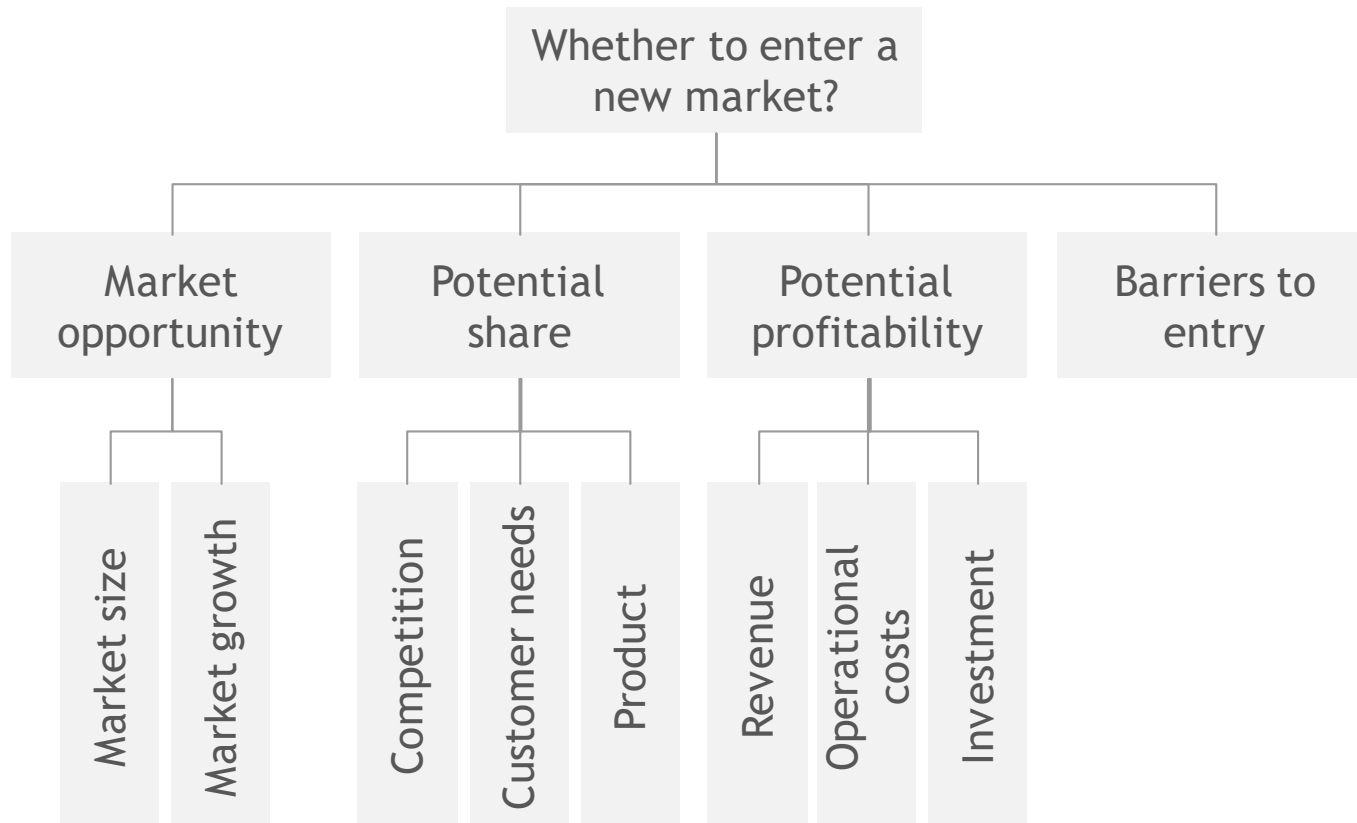 Whether to enter a
new market?
Market
opportunity
Potential
share
Potential
profitability
Barriers to
entry
Market size
Market growth
Competition
Customer needs
Product
Revenue
Operational
costs
Investment